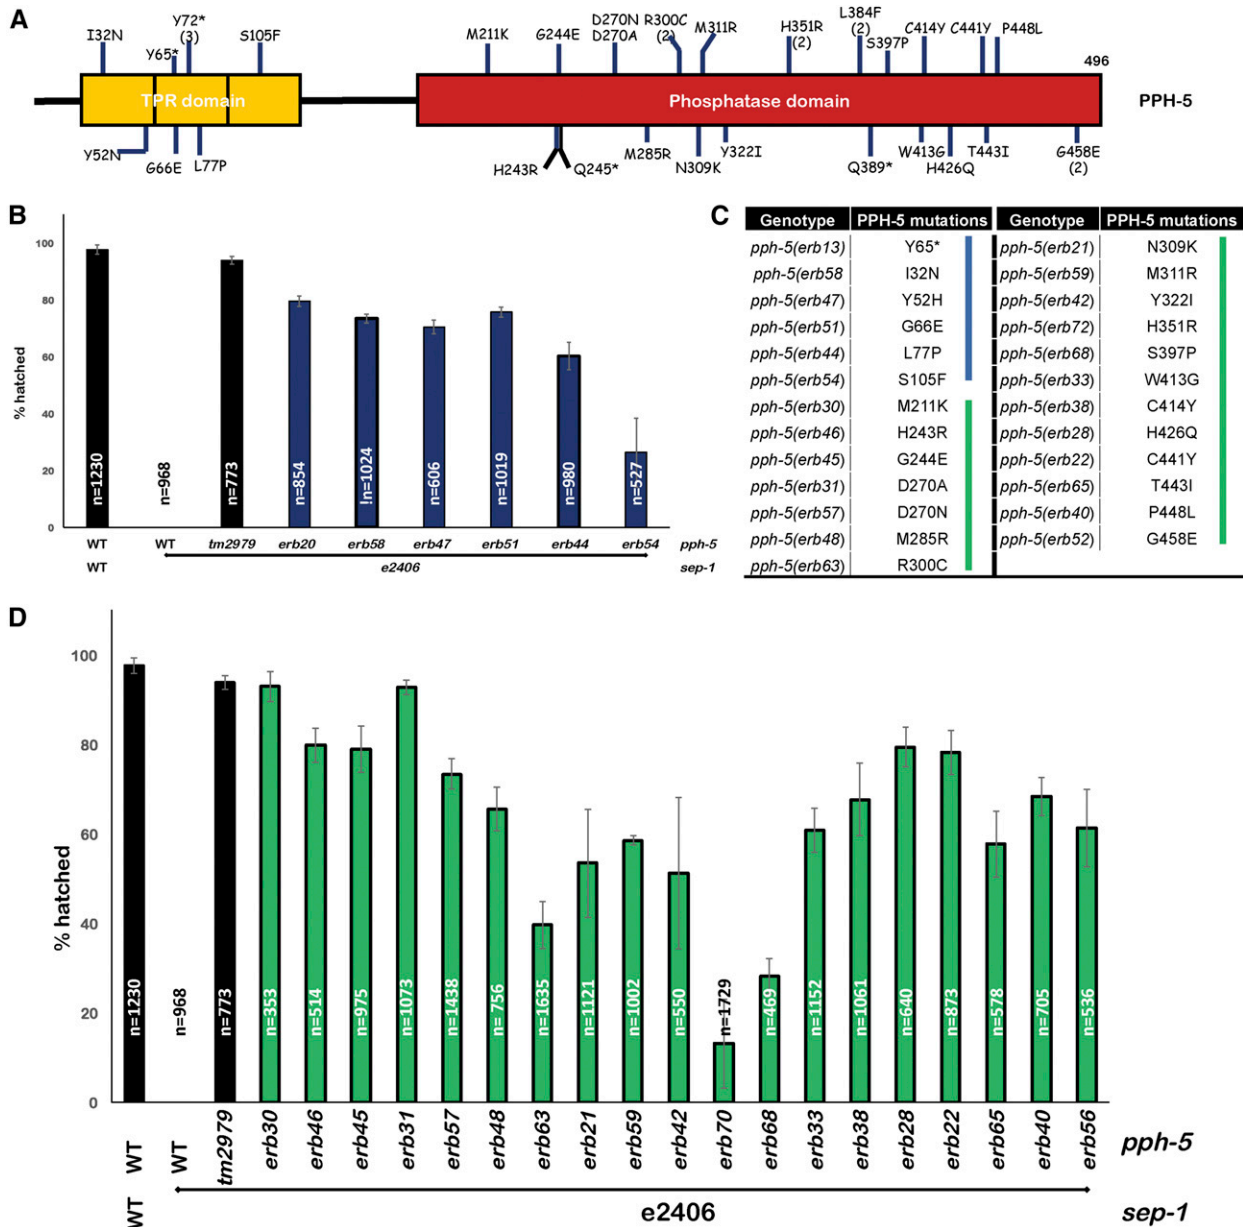 A
I32N
Y72*
(3)
Y65*
S105F
M211K
G244E
D270N
D270A
R300C
(2)
M311R
H351R
(2)
L384F
(2)
S397P
C414Y
C441Y
P448L
496
TPR domain
Phosphatase domain
PPH-5
Y52N
G66E
L77P
H243R
Q245*
M285R
N309K
Y322I
Q389*
W413G
H426Q
T443I
G458E
(2)
B
% hatched
100
80
60
40
20
0
n=1230
n=968
n=773
n=854
!n=1024
n=606
n=1019
n=980
n=527
WT WT tm2979 erb20 erb58 erb47 erb51 erb44 erb54 pph-5
WT e2406 sep-1
C
Genotype PPH-5 mutations Genotype PPH-5 mutations
pph-5(erb13) Y65* pph-5(erb21) N309K
pph-5(erb58 I32N pph-5(erb59) M311R
pph-5(erb47) Y52H pph-5(erb42) Y322I
pph-5(erb51) G66E pph-5(erb72) H351R
pph-5(erb44) L77P pph-5(erb68) S397P
pph-5(erb54) S105F pph-5(erb33) W413G
pph-5(erb30) M211K pph-5(erb38) C414Y
pph-5(erb46) H243R pph-5(erb28) H426Q
pph-5(erb45) G244E pph-5(erb22) C441Y
pph-5(erb31) D270A pph-5(erb65) T443I
pph-5(erb57) D270N pph-5(erb40) P448L
pph-5(erb48) M285R pph-5(erb52) G458E
pph-5(erb63) R300C
D
% hatched
100
80
60
40
20
0
n=1230
n=968
n=773
n=353
n=514
n=975
n=1073
n=1438
n= 756
n=1635
n=1121
n=1002
n=550
n=1729
n=469
n=1152
n=1061
n=640
n=873
n=578
n=705
n=536
WT WT tm2979 erb30 erb46 erb45 erb31 erb57 erb48 erb63 erb21 erb59 erb42 erb70 erb68 erb33 erb38 erb28 erb22 erb65 erb40 erb56 pph-5
WT e2406 sep-1